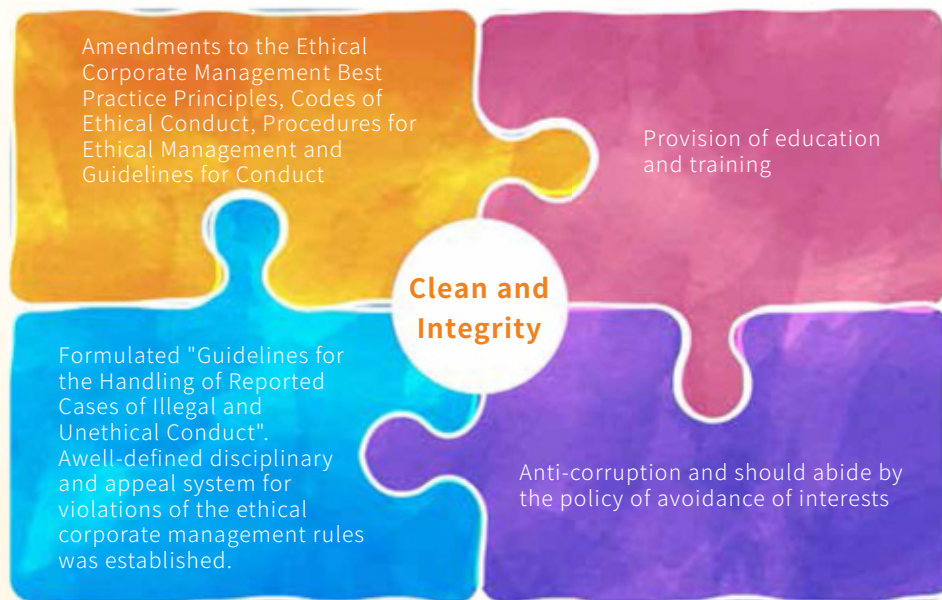 Amendments to the Ethical
Corporate Management Best
Practice Principles, Codes of
Ethical Conduct, Procedures for
Ethical Management and
Guidelines for Conduct
Provision of education
and training
Clean and
Integrity
Formulated "Guidelines for
the Handling of Reported
Cases of Illegal and
Unethical Conduct".
Awell-defined disciplinary
and appeal system for
violations of the ethical
corporate management rules
was established.
Anti-corruption and should abide by
the policy of avoidance of interests